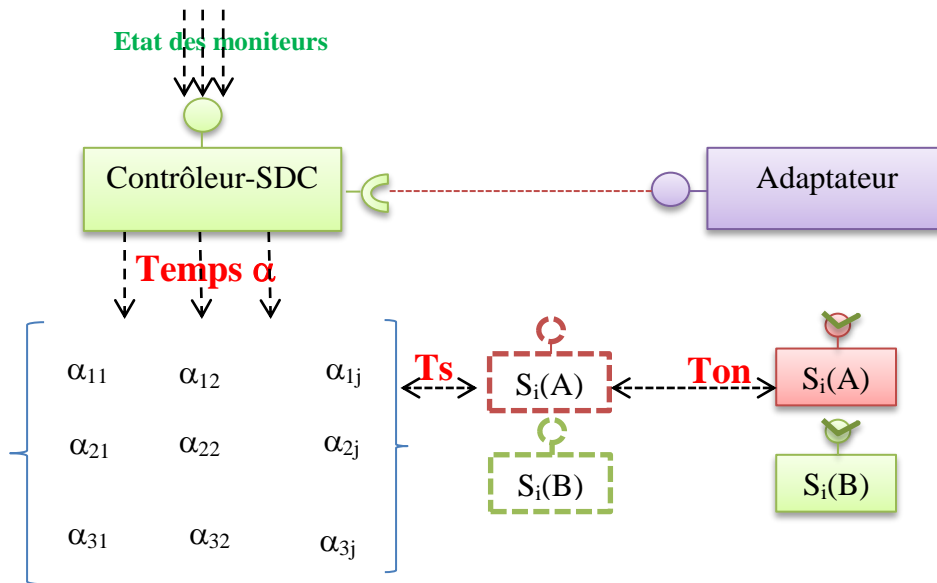 Etat des moniteurs
Contrôleur-SDC
Adaptateur
Temps α
α11 α12 α1j
Ts
Si(A)
Ton
Si(A)
α21 α22 α2j
Si(B)
Si(B)
α31 α32 α3j